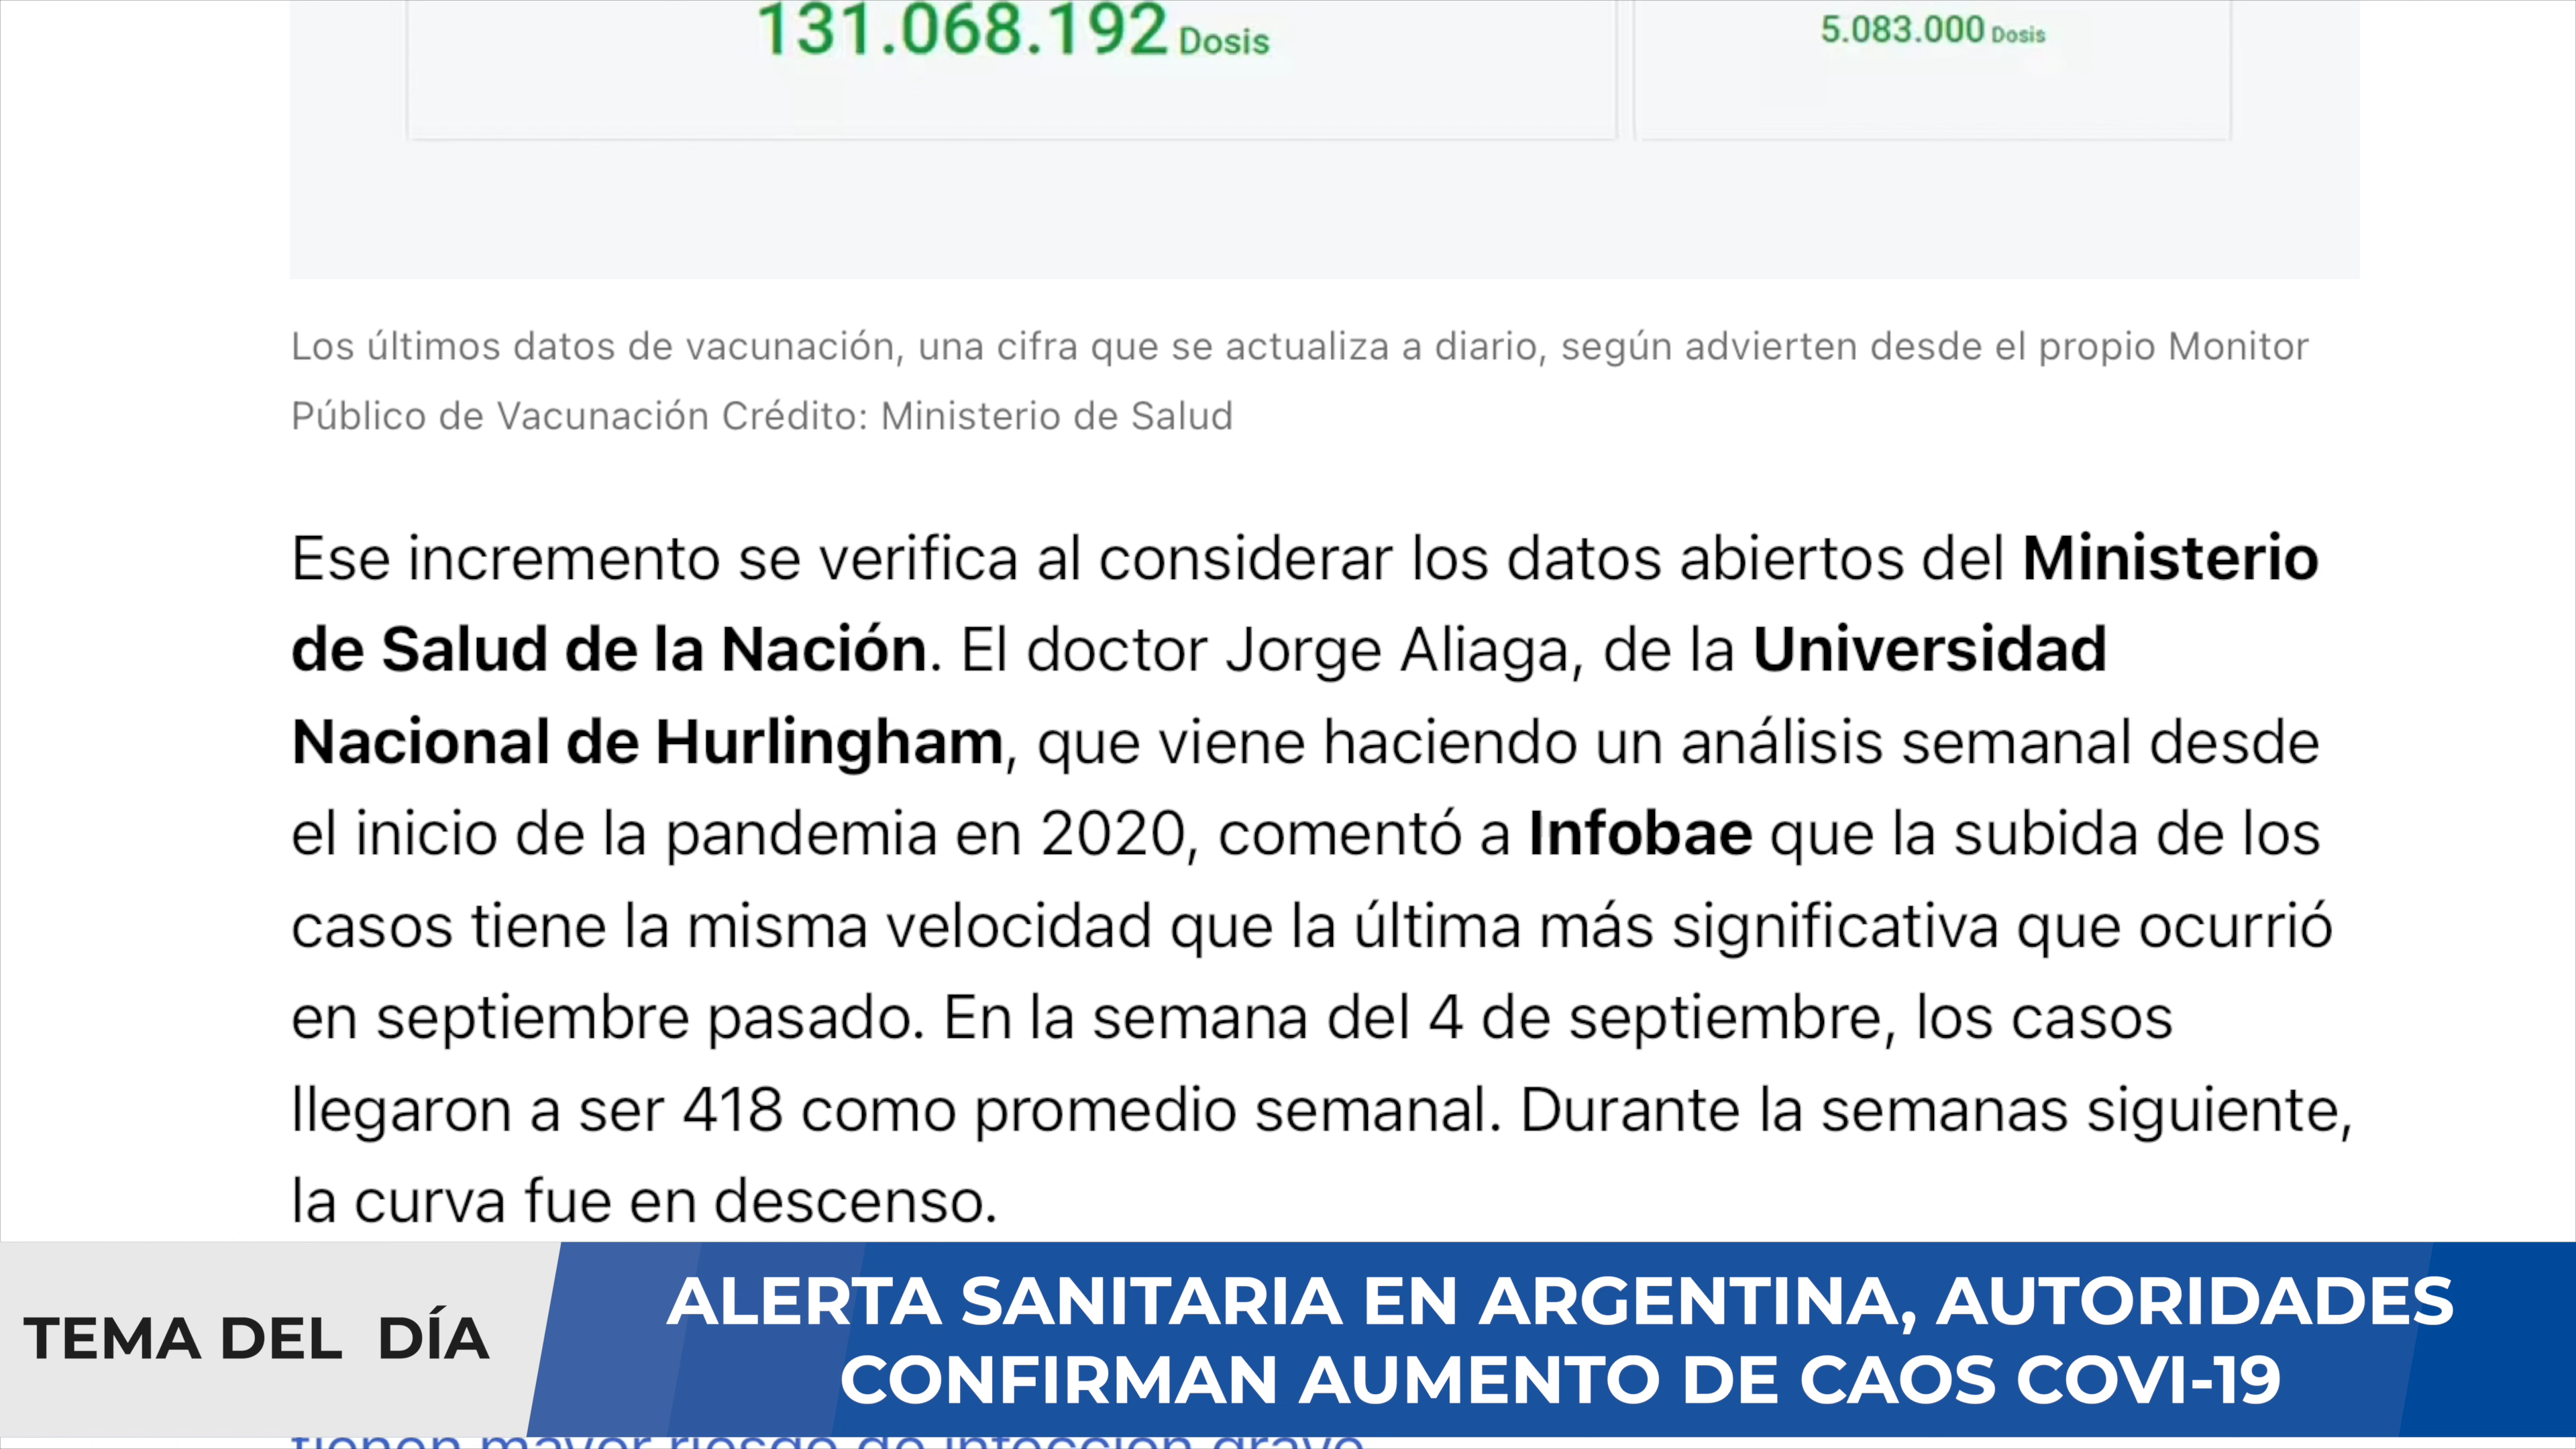 131.068.192 Dosis
5.083.000 Dosis
Los últimos datos de vacunación, una cifra que se actualiza a diario, según advierten desde el propio Monitor
Público de Vacunación Crédito: Ministerio de Salud
Ese incremento se verifica al considerar los datos abiertos del Ministerio
de Salud de la Nación. El doctor Jorge Aliaga, de la Universidad
Nacional de Hurlingham, que viene haciendo un análisis semanal desde
el inicio de la pandemia en 2020, comentó a Infobae que la subida de los
casos tiene la misma velocidad que la última más significativa que ocurrió
en septiembre pasado. En la semana del 4 de septiembre, los casos
llegaron a ser 418 como promedio semanal. Durante la semanas siguiente,
la curva fue en descenso.
TEMA DEL DÍA
ALERTA SANITARIA EN ARGENTINA, AUTORIDADES
CONFIRMAN AUMENTO DE CAOS COVI-19
tienen mayor riesgo de infección grave